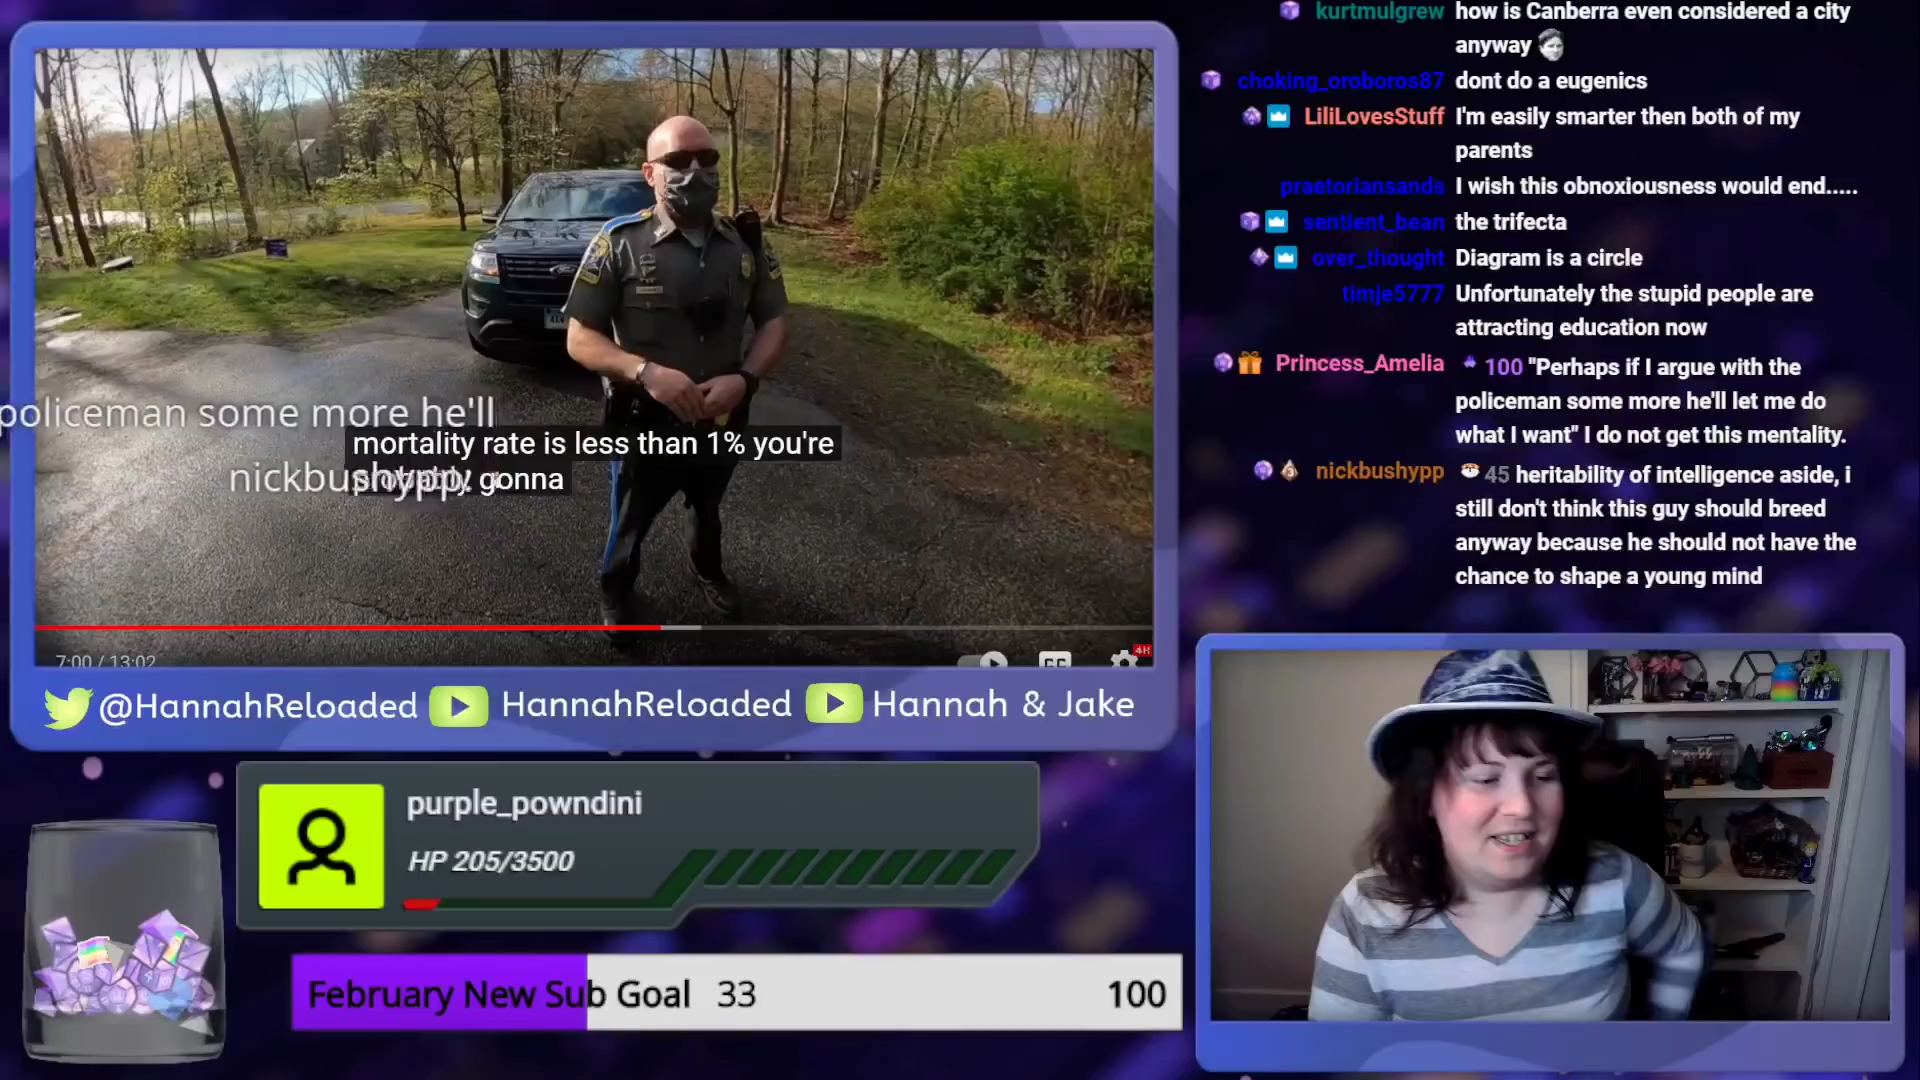 kurtmulgrew how is Canberra even considered a city
anyway
choking_oroboros87 dont do a eugenics
LiliLovesStuff I'm easily smarter then both of my
parents
praetoriansands I wish this obnoxiousness would end.....
sentient_bean the trifecta
over_thought Diagram is a circle
timje5777 Unfortunately the stupid people are
attracting education now
Princess_Amelia 100 "Perhaps if I argue with the
policeman some more he'll let me do
what I want" I do not get this mentality.
nickbushypp 45 heritability of intelligence aside, i
still don't think this guy should breed
anyway because he should not have the
chance to shape a young mind
policeman some more he'll
mortality rate is less than 1% you're
probably gonna
nickbushypp:
7:00 / 13:02
CC
4K
@HannahReloaded HannahReloaded Hannah & Jake
purple_powndini
HP 205/3500
February New Sub Goal 33 100